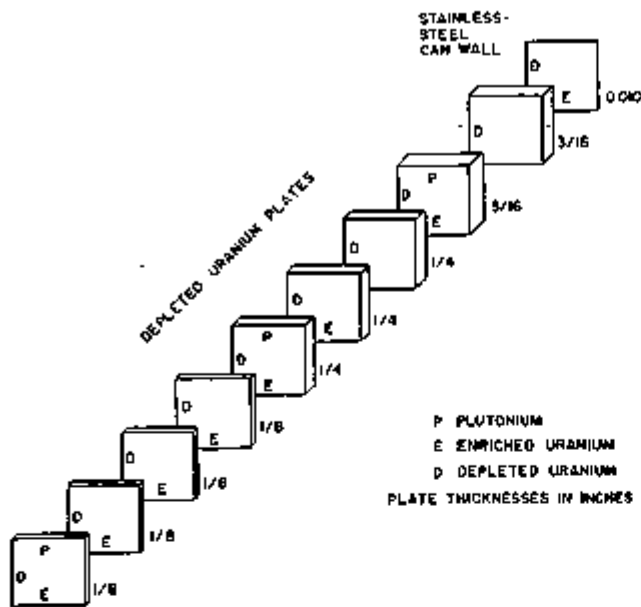 STAINLESS-
STEEL
CAN WALL
D
E
0.010
D
3/16
P
D
E
5/16
DEPLETED URANIUM PLATES
D
1/4
D
E
1/4
P
D
E
1/4
D
E
1/8
D
E
1/8
D
E
1/8
P
D
E
1/8
P PLUTONIUM
E ENRICHED URANIUM
D DEPLETED URANIUM
PLATE THICKNESSES IN INCHES